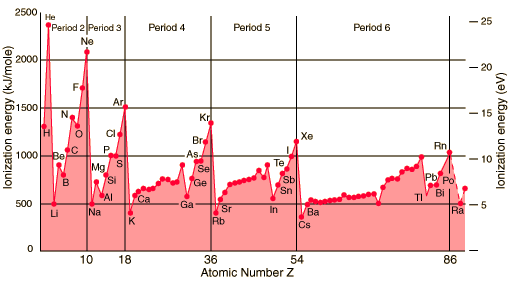 2500
2000
1500
1000
500
0
Ionization energy (kJ/mole)
Period 2
Period 3
Period 4
Period 5
Period 6
He
Ne
F
N
O
H
C
Be
B
Li
Ar
Cl
P
S
Mg
Si
Al
Na
Kr
Br
As
Se
Ge
Ga
Ca
K
Xe
I
Te
Sb
Sn
In
Sr
Rb
Rn
Po
Pb
Bi
Tl
Ba
Cs
Ra
25
20
15
10
5
Ionization energy (eV)
10
18
36
54
86
Atomic Number Z